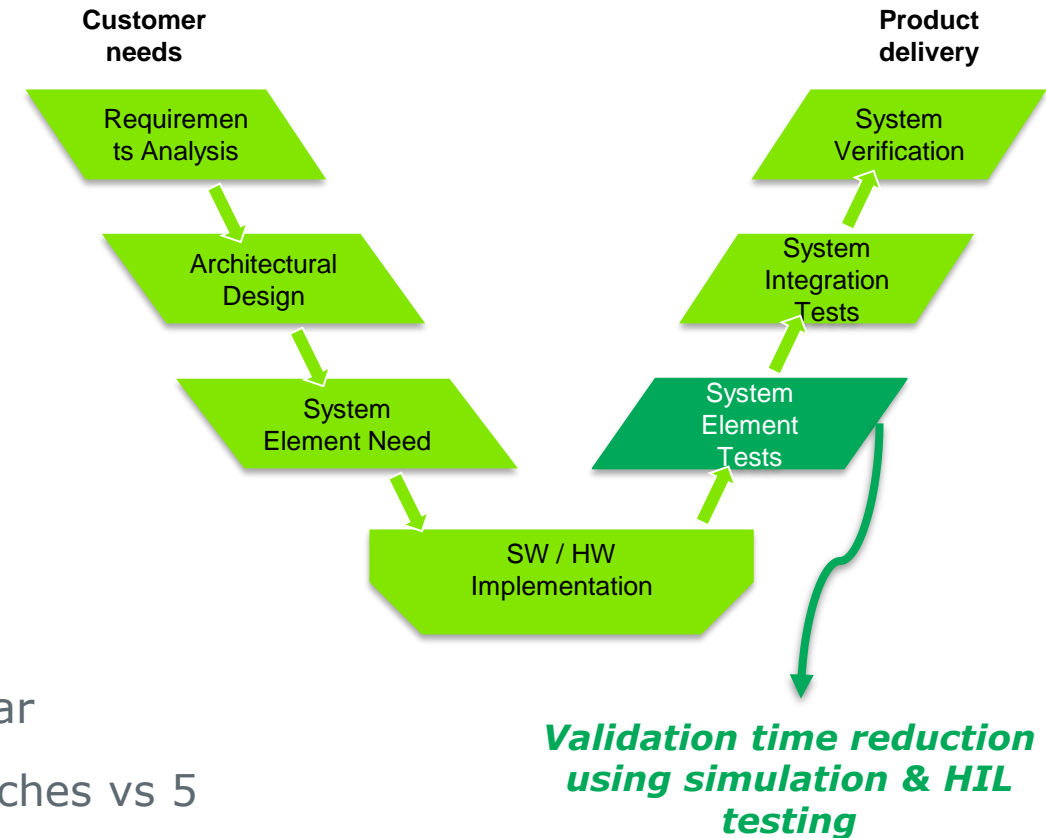 Customer
needs
Product
delivery
Requiremen
ts Analysis
System
Verification
Architectural
Design
System
Integration
Tests
System
Element Need
System
Element
Tests
SW / HW
Implementation
ar
ches vs 5
Validation time reduction
using simulation & HIL
testing